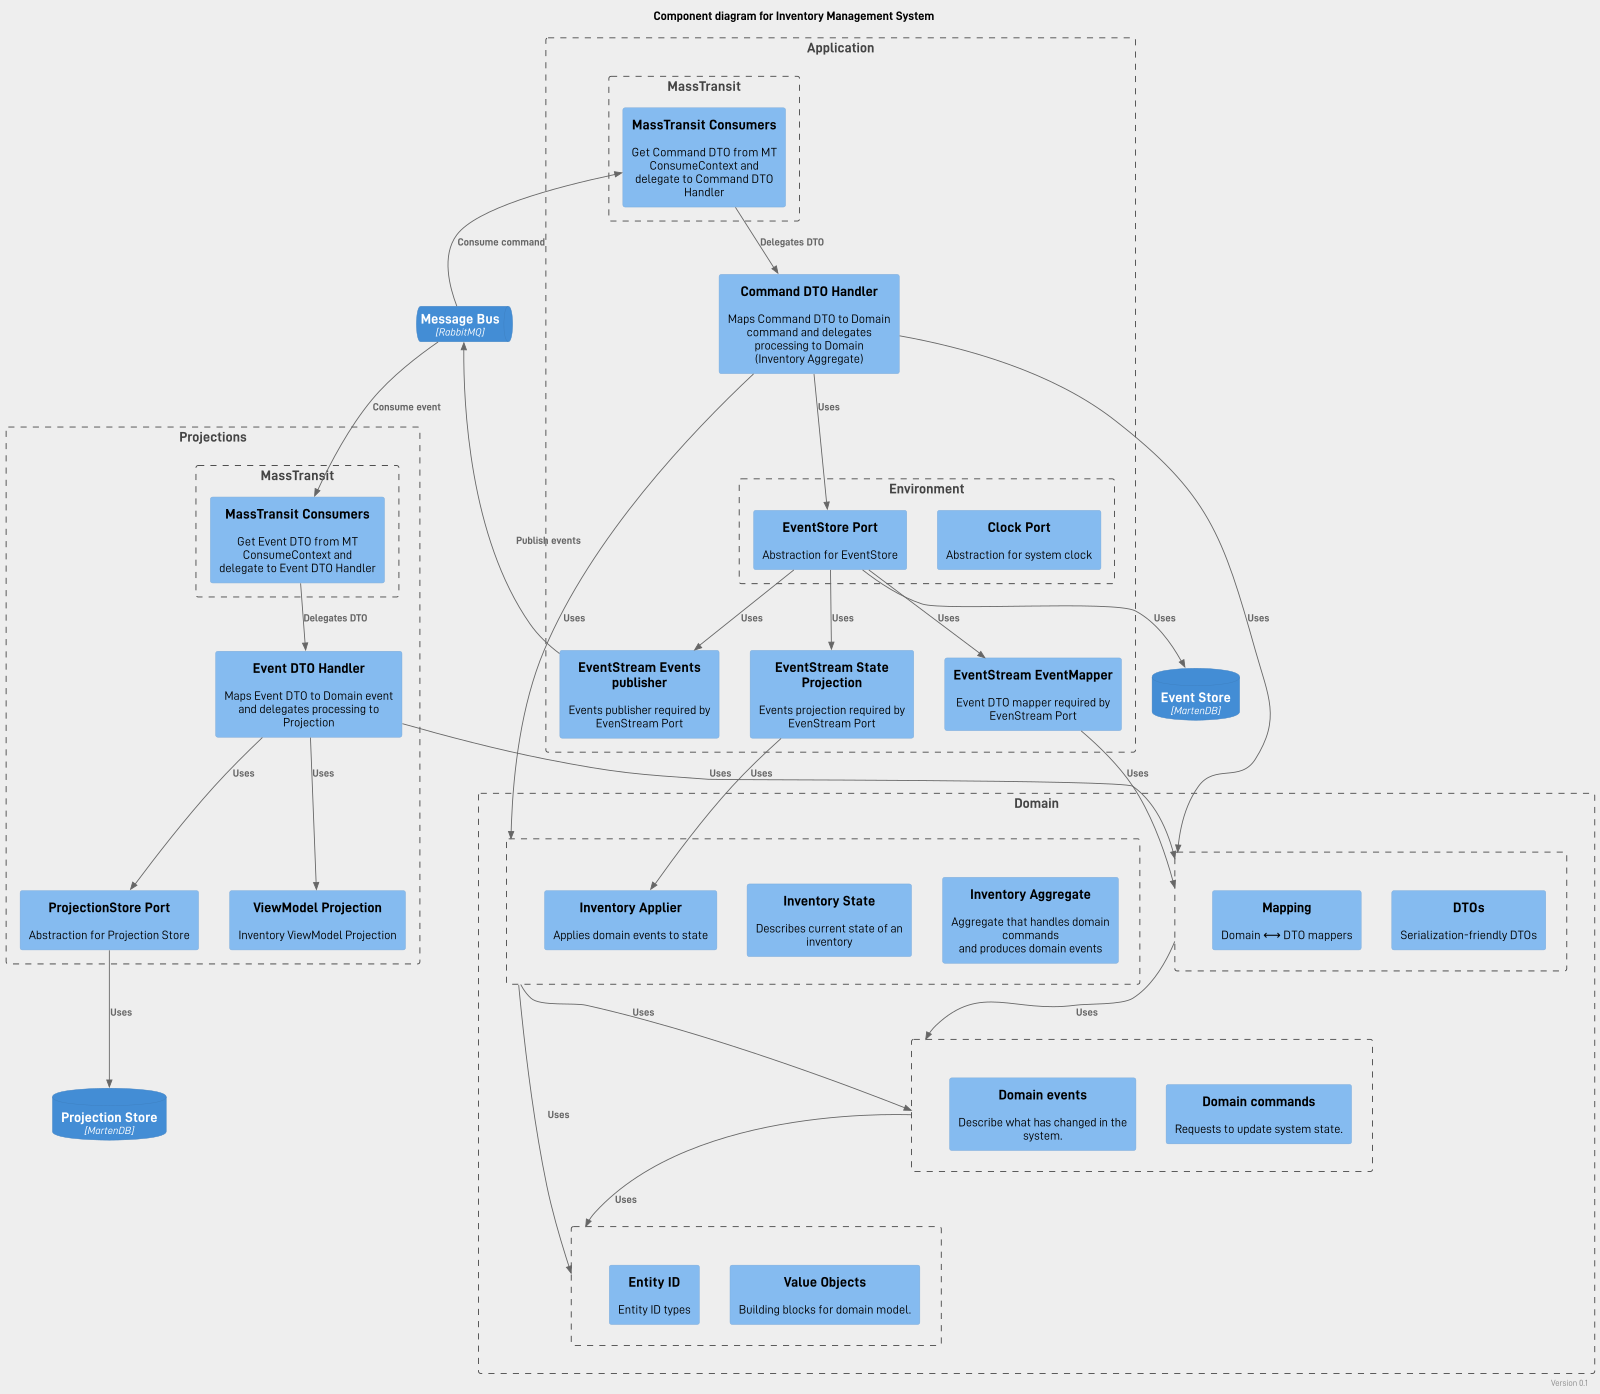 Component diagram for Inventory Management System
Application
MassTransit
MassTransit Consumers
Get Command DTO from MT
ConsumeContext and
delegate to Command DTO
Handler
Consume command
Delegates DTO
Command DTO Handler
Maps Command DTO to Domain
command and delegates
processing to Domain
(Inventory Aggregate)
Message Bus
[RabbitMQ]
Consume event
Uses
Projections
MassTransit
MassTransit Consumers
Get Event DTO from MT
ConsumeContext and
delegate to Event DTO Handler
Environment
EventStore Port
Abstraction for EventStore
Clock Port
Abstraction for system clock
Publish events
Delegates DTO
Uses
Uses
Uses
Uses
Uses
Uses
Event DTO Handler
Maps Event DTO to Domain event
and delegates processing to
Projection
EventStream Events
publisher
Events publisher required by
EvenStream Port
EventStream State
Projection
Events projection required by
EvenStream Port
EventStream EventMapper
Event DTO mapper required by
EvenStream Port
Event Store
[MartenDB]
Uses
Uses
Uses
Uses
Uses
Domain
ProjectionStore Port
Abstraction for Projection Store
ViewModel Projection
Inventory ViewModel Projection
Inventory Applier
Applies domain events to state
Inventory State
Describes current state of an
inventory
Inventory Aggregate
Aggregate that handles domain
commands
and produces domain events
Mapping
Domain ⟷ DTO mappers
DTOs
Serialization-friendly DTOs
Uses
Uses
Uses
Projection Store
[MartenDB]
Uses
Domain events
Describe what has changed in the
system.
Domain commands
Requests to update system state.
Uses
Entity ID
Entity ID types
Value Objects
Building blocks for domain model.
Version 0.1